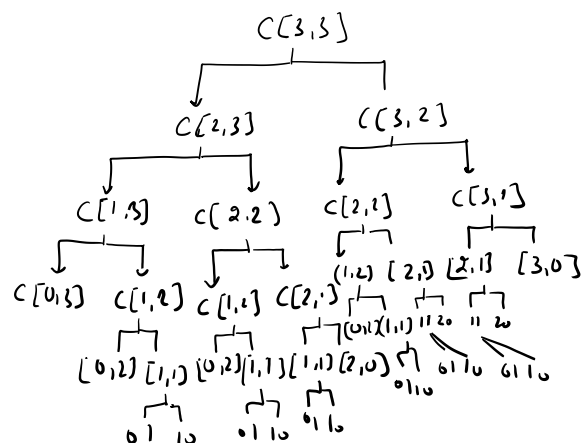 C[3,3]
C[2,3] C[3,2]
C[1,3] C[2,2] C[2,2] C[3,1]
C[0,3] C[1,2] C[1,2] C[2,1] (1,2] [2,1] [2,1] [3,0]
[0,2] [1,1] [0,2] [1,1] [1,1] [2,0] [0,2] (1,1) 11 20 11 20
01 10 01 10 01 10 01 10 01 10 01 10